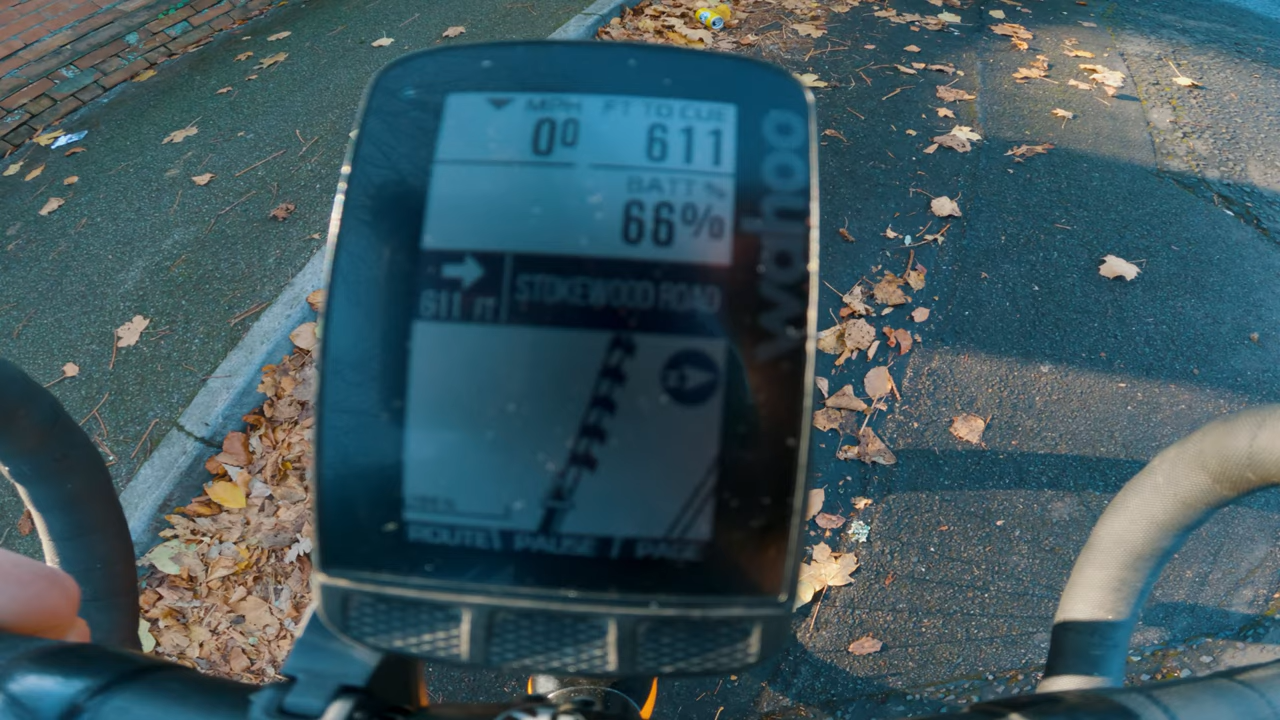 MPH FT TO CUE
0⁰ 611
BATT %
66%
611 FT STOKEWOOD ROAD
ROUTE PAUSE PAGE
wahoo